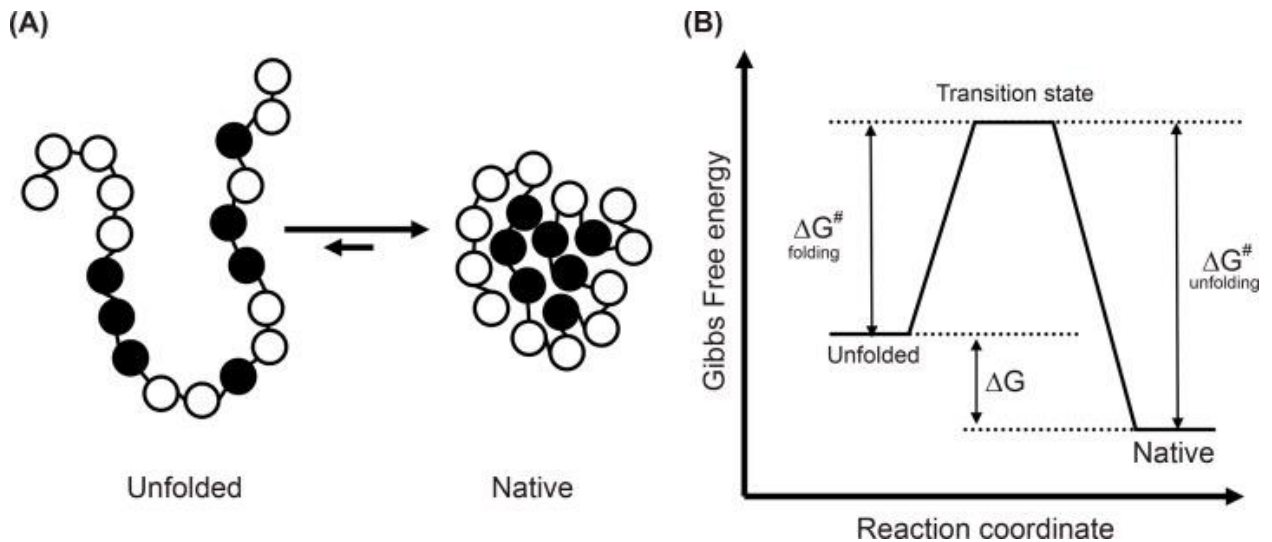 (A)
Unfolded
Native
(B)
Gibbs Free energy
Transition state
ΔG#
folding
ΔG#
unfolding
Unfolded
ΔG
Native
Reaction coordinate